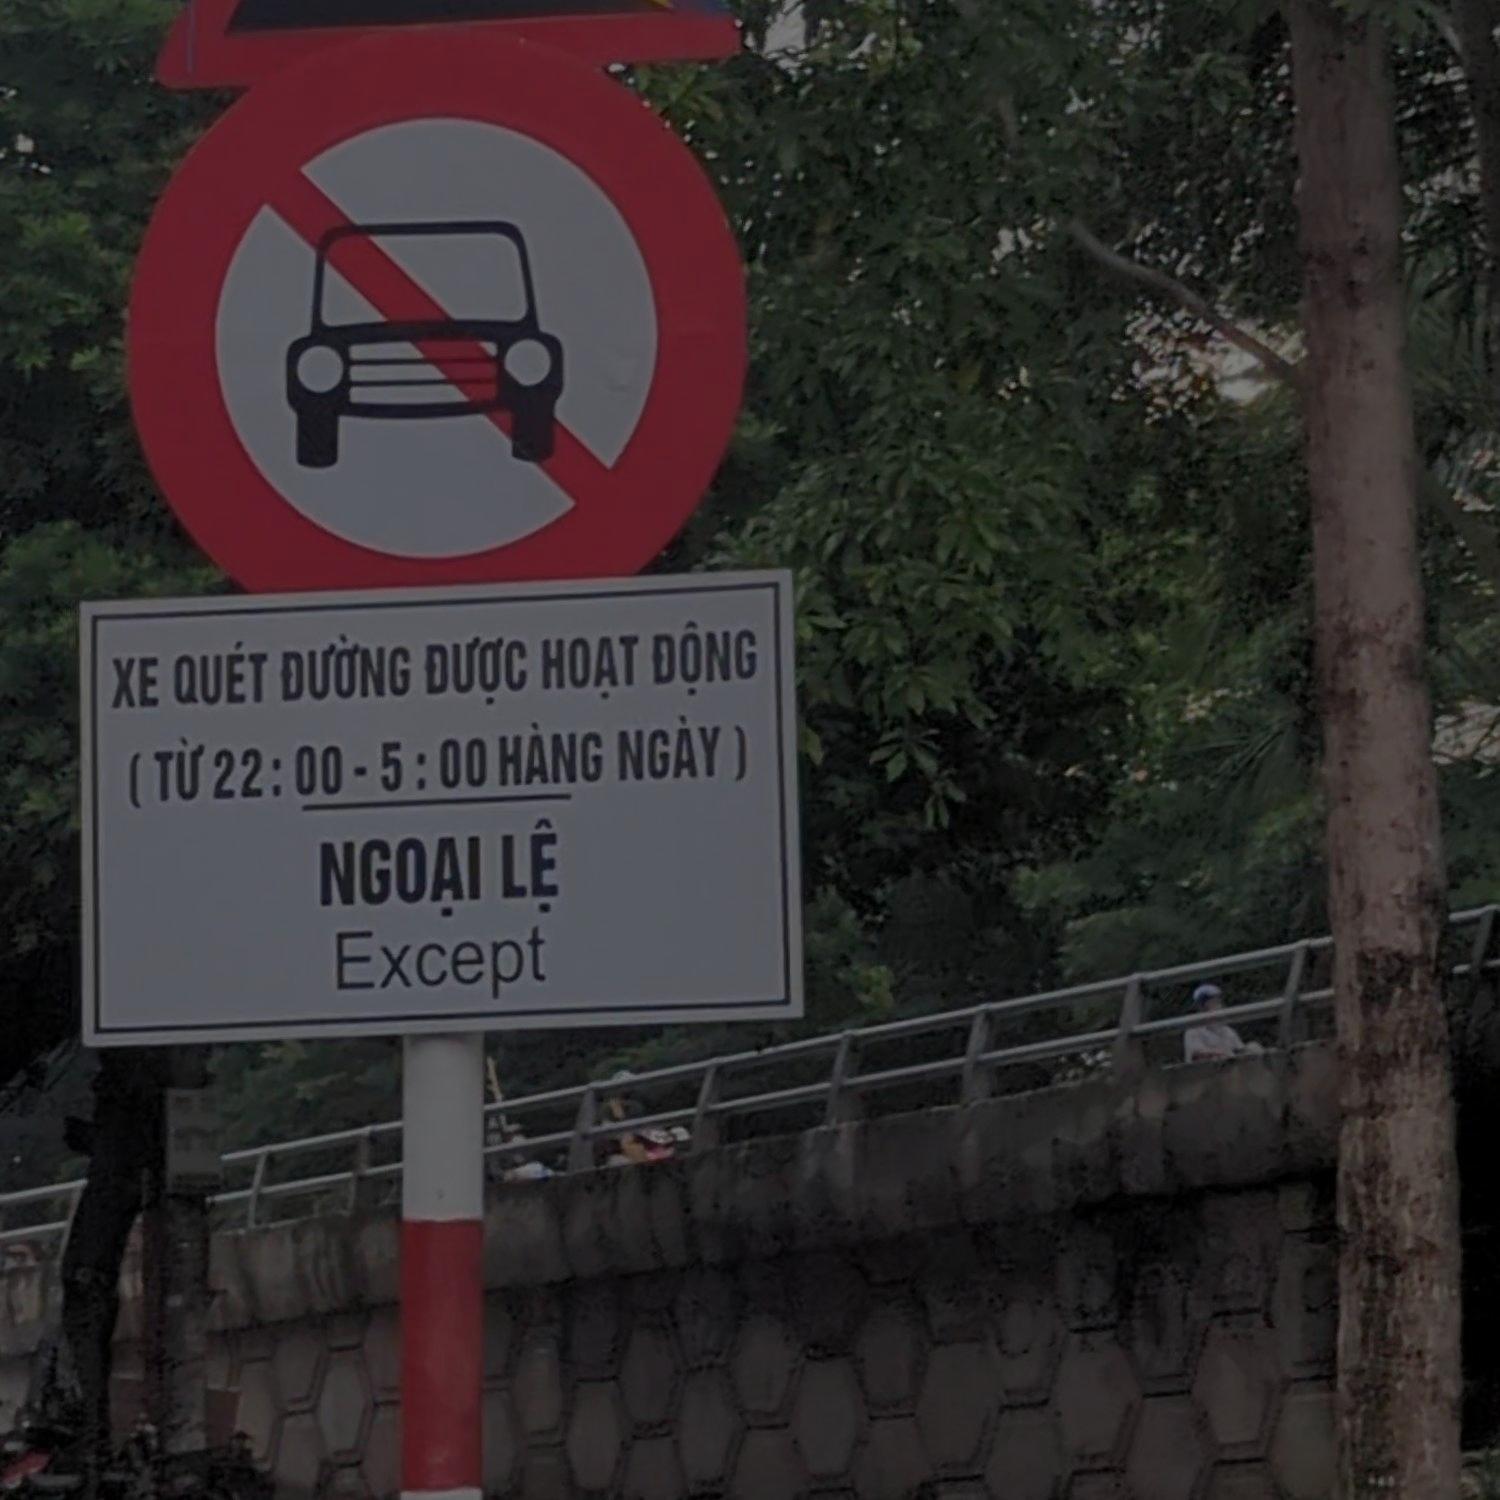 XE QUÉT ĐƯỜNG ĐƯỢC HOẠT ĐỘNG
( TỪ 22 : 00 - 5 : 00 HÀNG NGÀY )
NGOẠI LỆ
Except